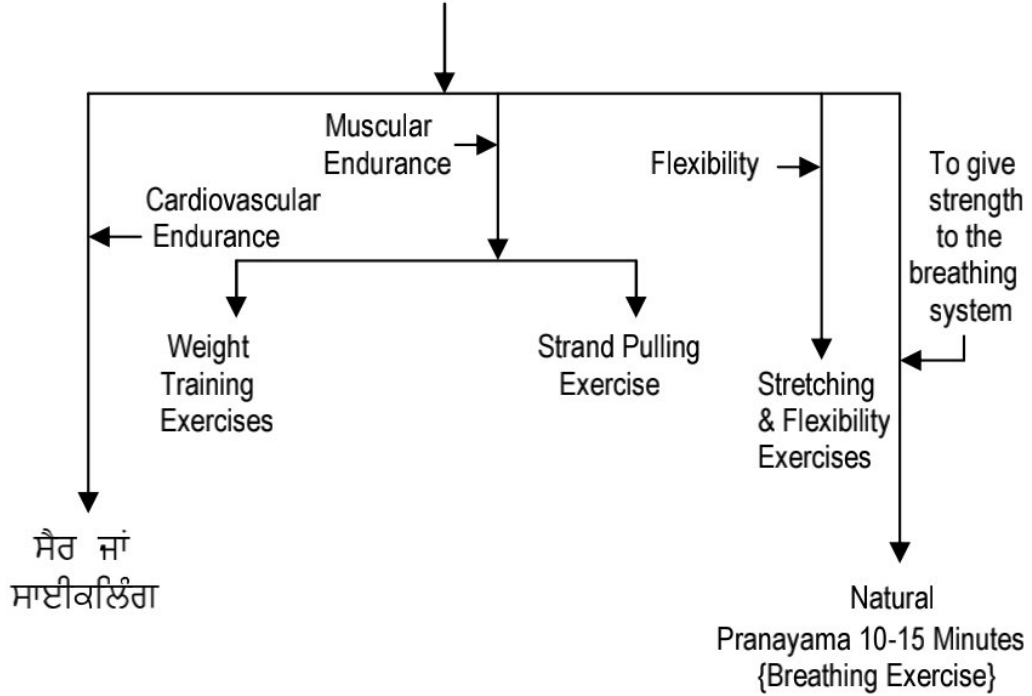 Muscular
Endurance
Flexibility
To give
strength
to the
breathing
system
Cardiovascular
Endurance
Weight
Training
Exercises
Strand Pulling
Exercise
Stretching
& Flexibility
Exercises
ਸੈਰ ਜਾਂ
ਸਾਈਕਲਿੰਗ
Natural
Pranayama 10-15 Minutes
{Breathing Exercise}